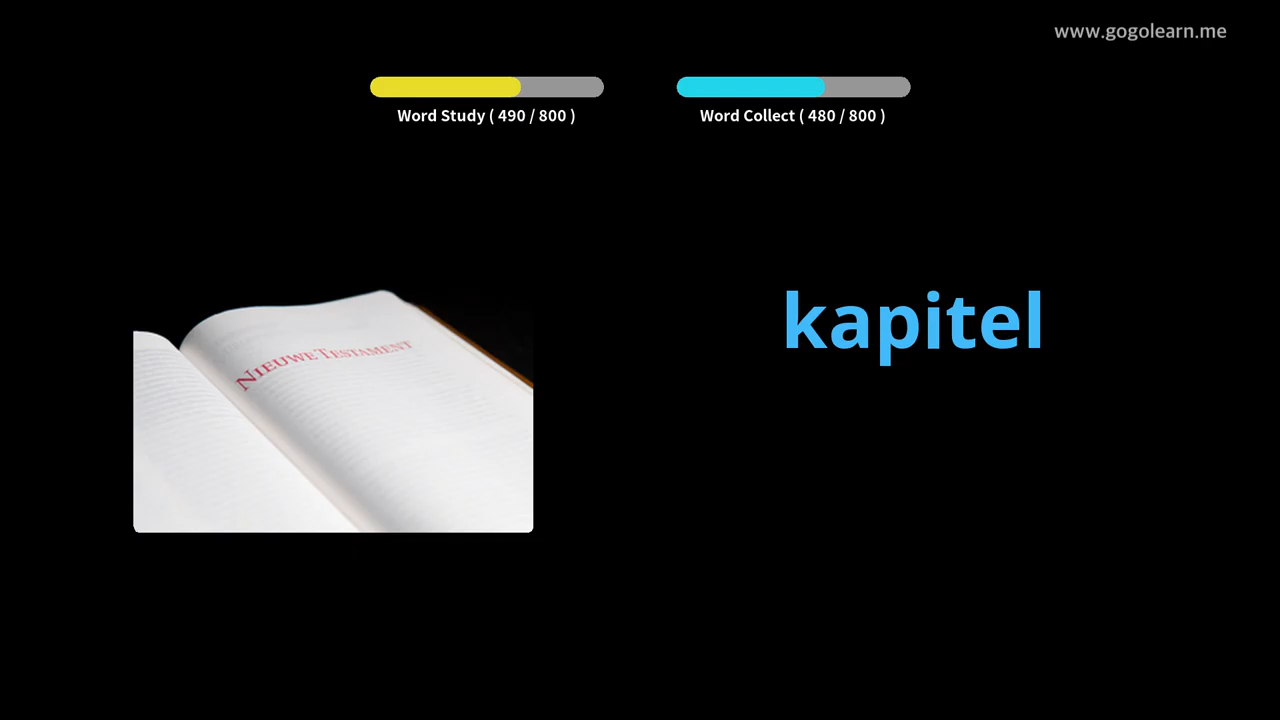 www.gogolearn.me
Word Study ( 490 / 800 )
Word Collect ( 480 / 800 )
NIEUWE TESTAMENT
kapitel